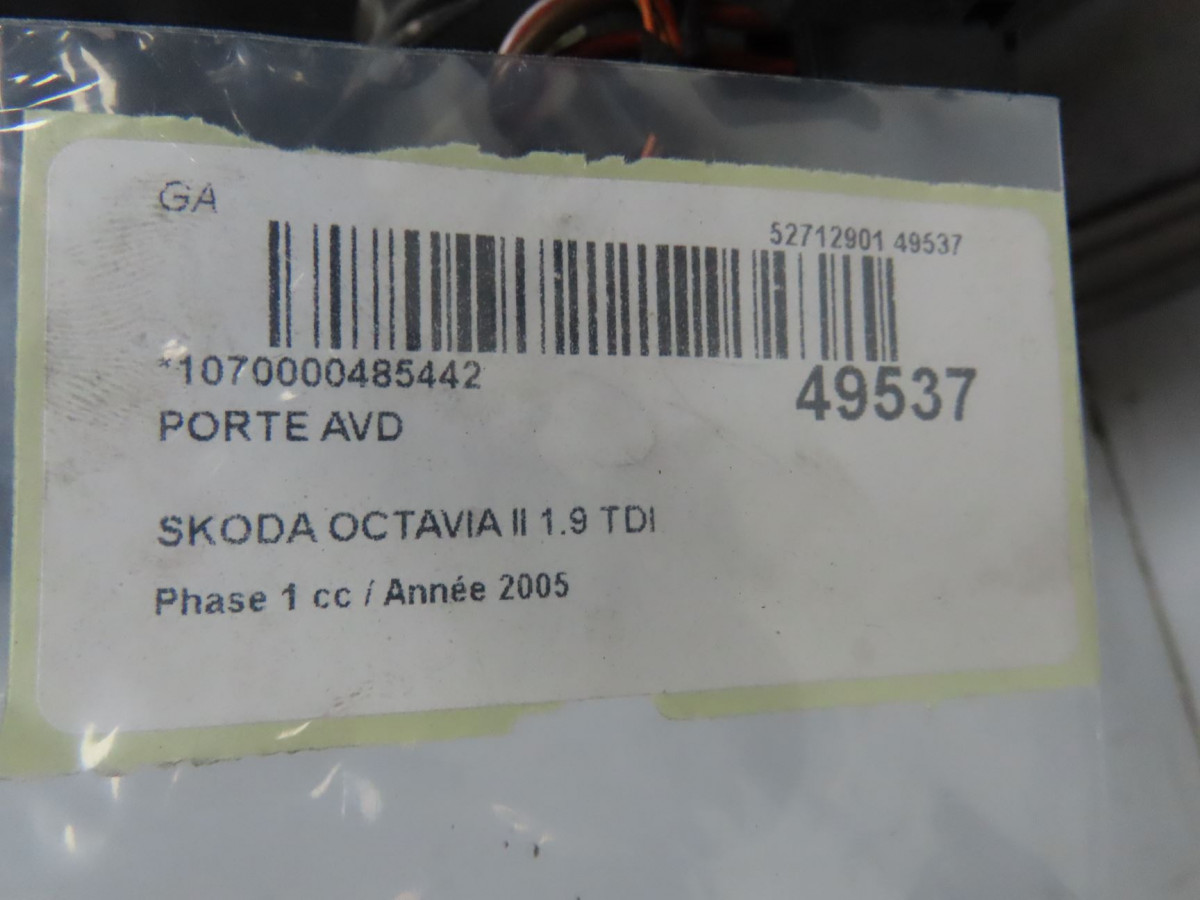 GA
52712901 49537
*1070000485442
49537
PORTE AVD
SKODA OCTAVIA II 1.9 TDI
Phase 1 cc / Année 2005